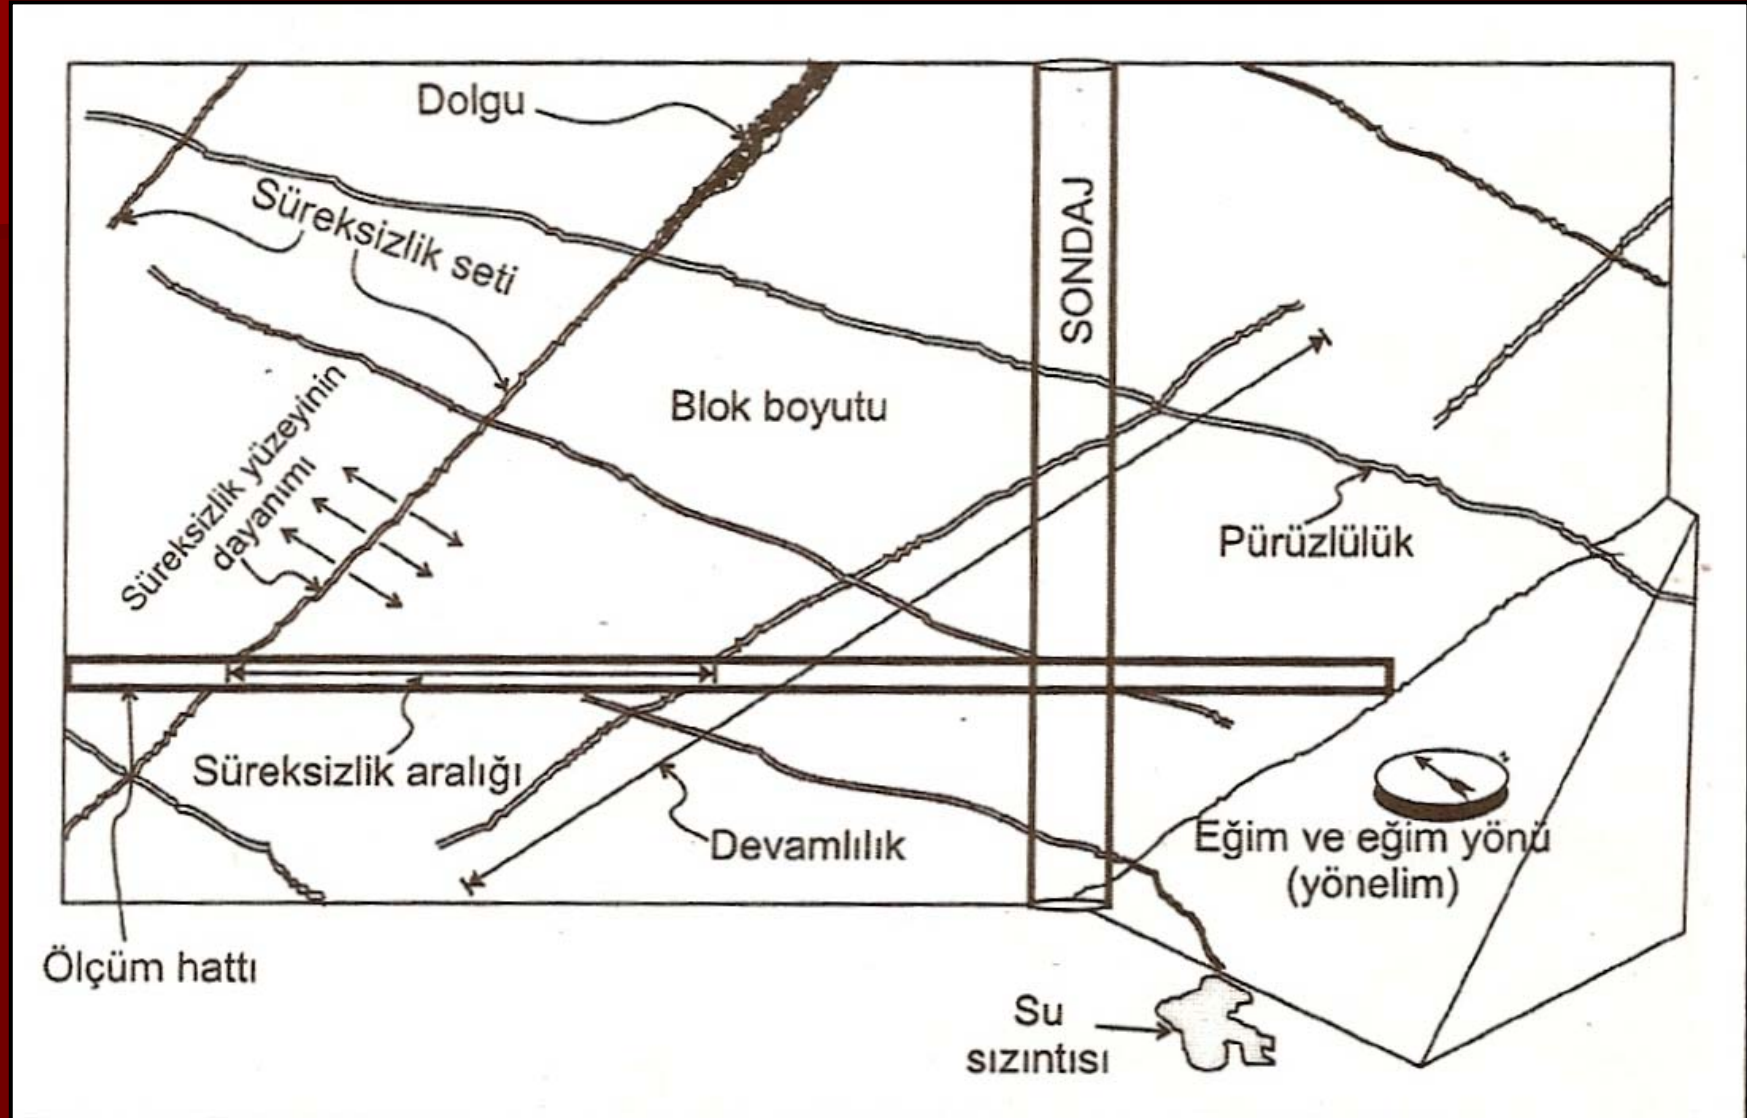 Dolgu
Süreksizlik seti
SONDAJ
Blok boyutu
Süreksizlik yüzeyinin
dayanımı
Pürüzlülük
Süreksizlik aralığı
Devamlılık
Eğim ve eğim yönü
(yönelim)
Ölçüm hattı
Su
sızıntısı